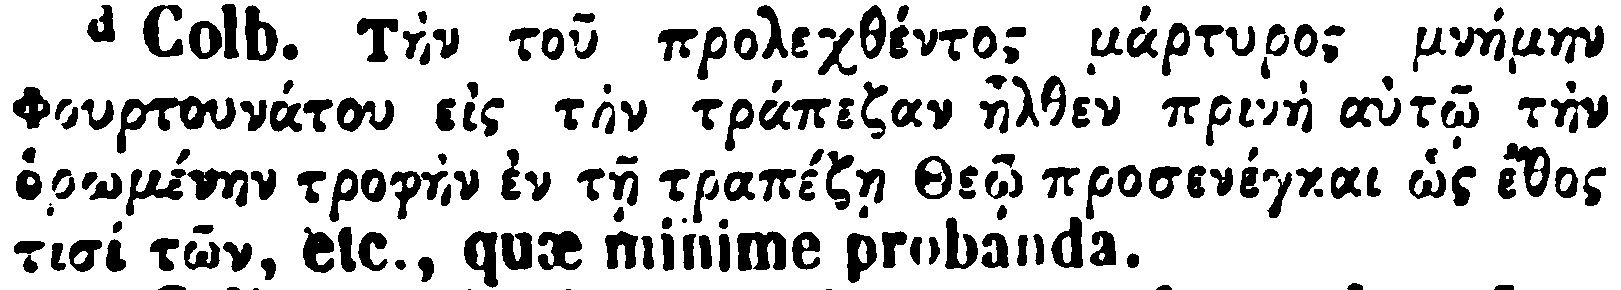 ᵈ Colb. Τὴν τοῦ προλεχθέντος μάρτυρος μνήμην
Φουρτουνάτου εἰς τὴν τράπεζαν ἦλθεν πρινὴ αὐτῷ τὴν
ὁρωμένην τροφὴν ἐν τῇ τραπέζῃ Θεῷ προσενέγκαι ὡς ἔθος
τισί τῶν, etc., quæ minime probanda.